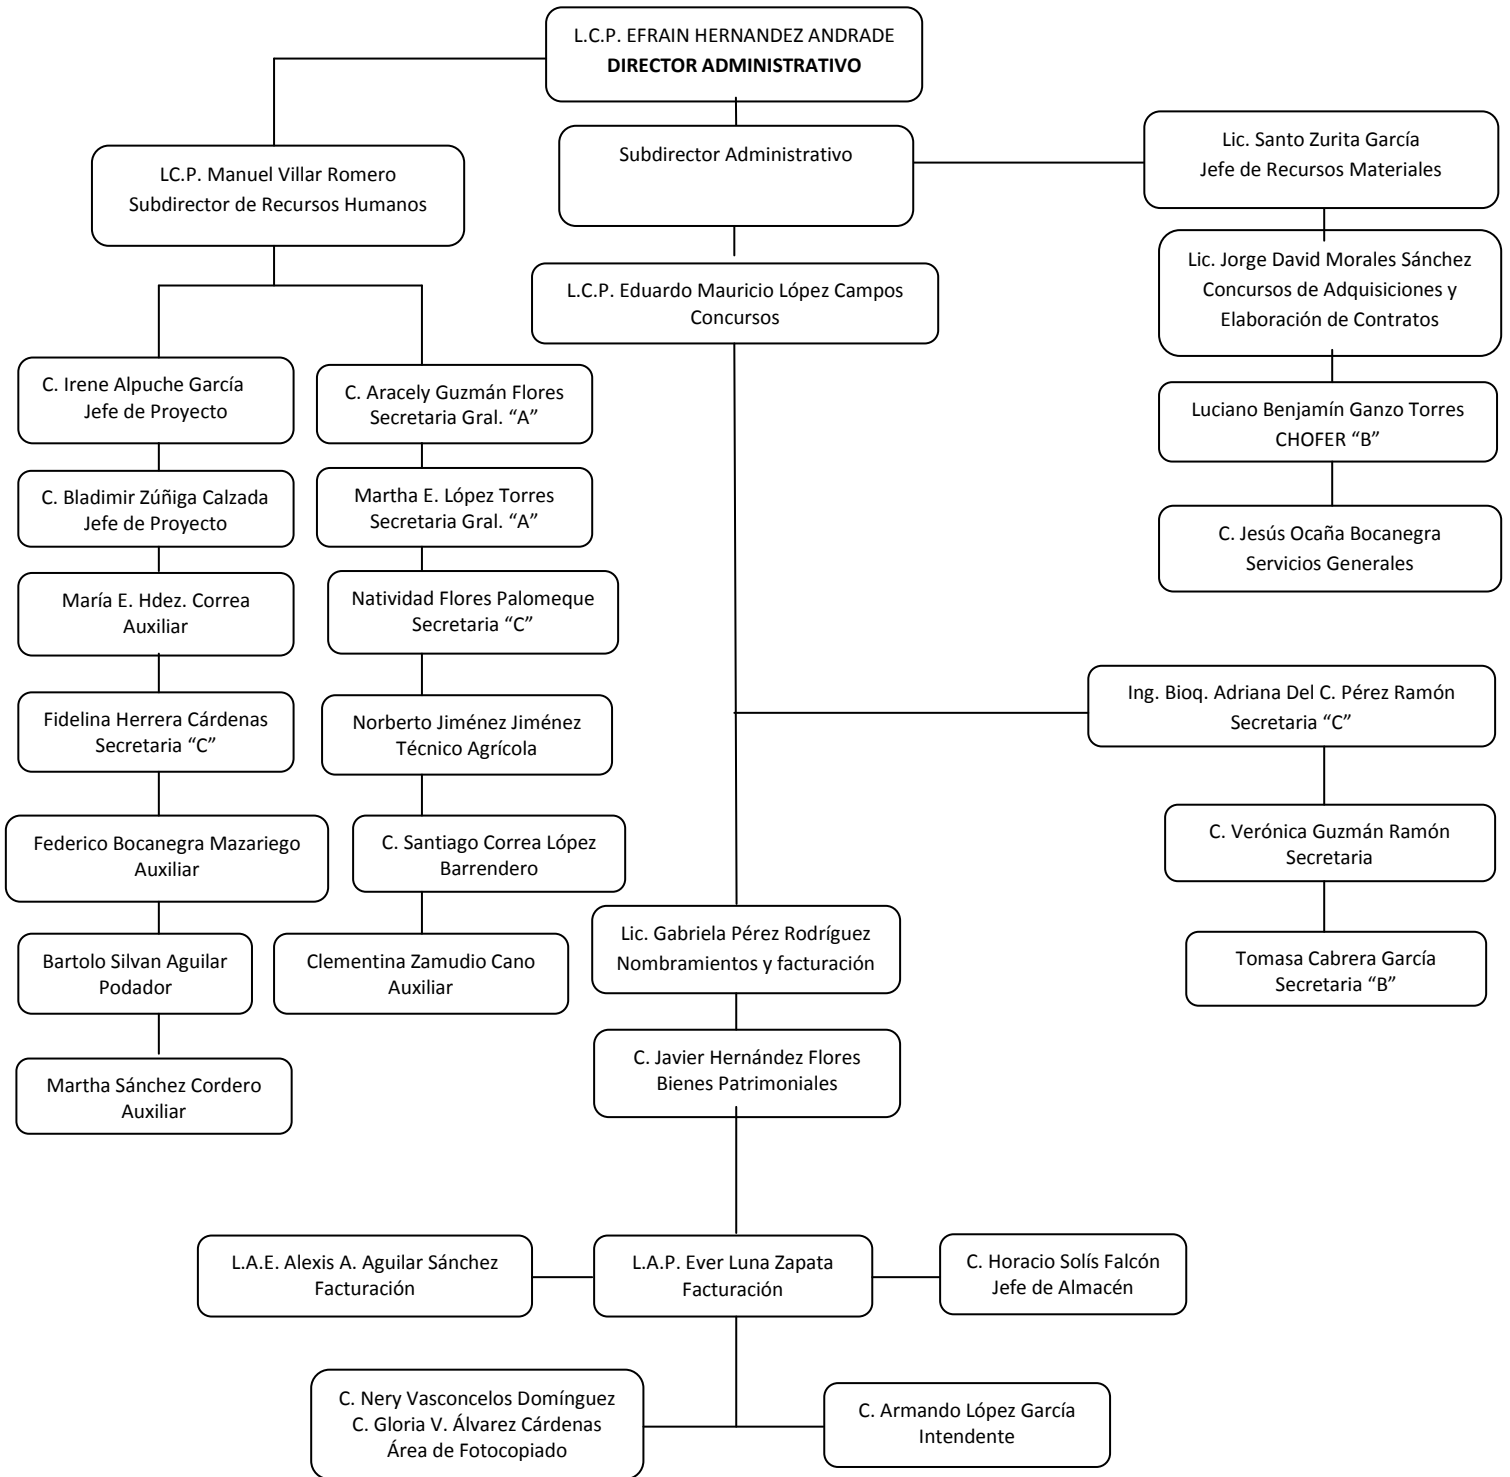 L.C.P. EFRAIN HERNANDEZ ANDRADE
DIRECTOR ADMINISTRATIVO
LC.P. Manuel Villar Romero
Subdirector de Recursos Humanos
Subdirector Administrativo
Lic. Santo Zurita García
Jefe de Recursos Materiales
L.C.P. Eduardo Mauricio López Campos
Concursos
Lic. Jorge David Morales Sánchez
Concursos de Adquisiciones y
Elaboración de Contratos
C. Irene Alpuche García
Jefe de Proyecto
C. Aracely Guzmán Flores
Secretaria Gral. “A”
Luciano Benjamín Ganzo Torres
CHOFER “B”
C. Bladimir Zúñiga Calzada
Jefe de Proyecto
Martha E. López Torres
Secretaria Gral. “A”
C. Jesús Ocaña Bocanegra
Servicios Generales
María E. Hdez. Correa
Auxiliar
Natividad Flores Palomeque
Secretaria “C”
Fidelina Herrera Cárdenas
Secretaria “C”
Norberto Jiménez Jiménez
Técnico Agrícola
Ing. Bioq. Adriana Del C. Pérez Ramón
Secretaria “C”
Federico Bocanegra Mazariego
Auxiliar
C. Santiago Correa López
Barrendero
C. Verónica Guzmán Ramón
Secretaria
Bartolo Silvan Aguilar
Podador
Clementina Zamudio Cano
Auxiliar
Lic. Gabriela Pérez Rodríguez
Nombramientos y facturación
Tomasa Cabrera García
Secretaria “B”
Martha Sánchez Cordero
Auxiliar
C. Javier Hernández Flores
Bienes Patrimoniales
L.A.E. Alexis A. Aguilar Sánchez
Facturación
L.A.P. Ever Luna Zapata
Facturación
C. Horacio Solís Falcón
Jefe de Almacén
C. Nery Vasconcelos Domínguez
C. Gloria V. Álvarez Cárdenas
Área de Fotocopiado
C. Armando López García
Intendente